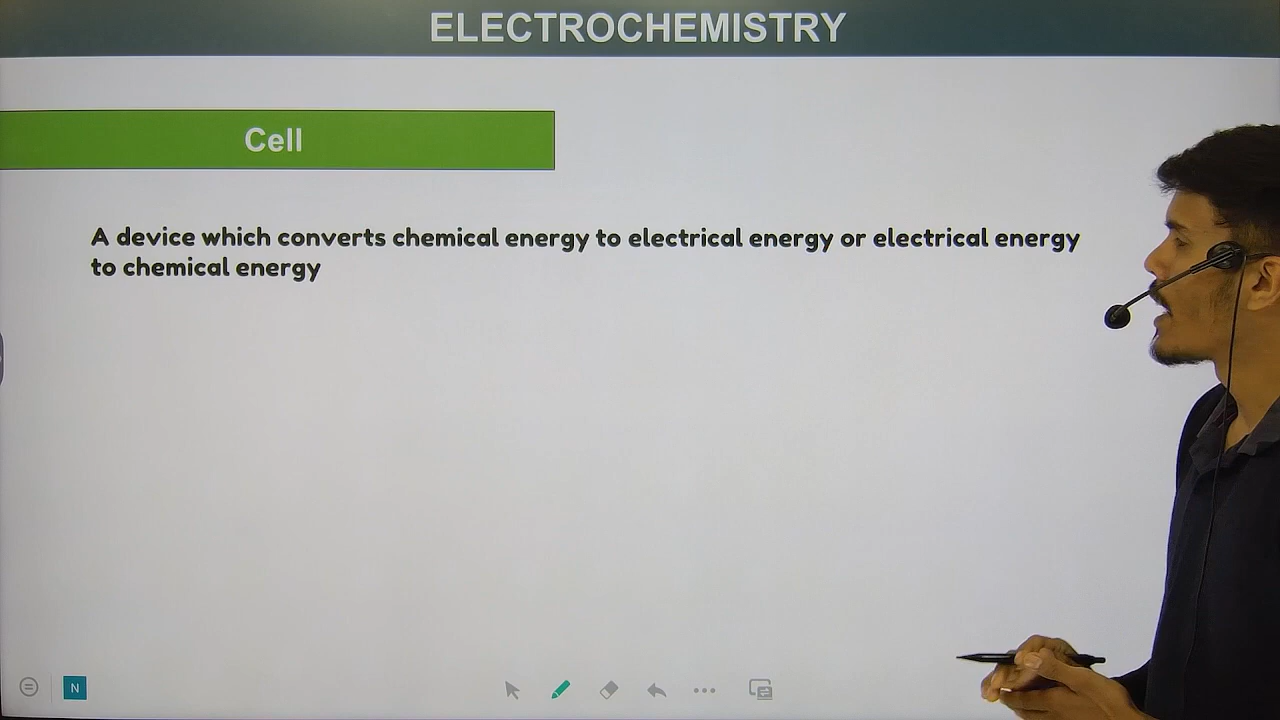 ELECTROCHEMISTRY
Cell
A device which converts chemical energy to electrical energy or electrical energy
to chemical energy
N